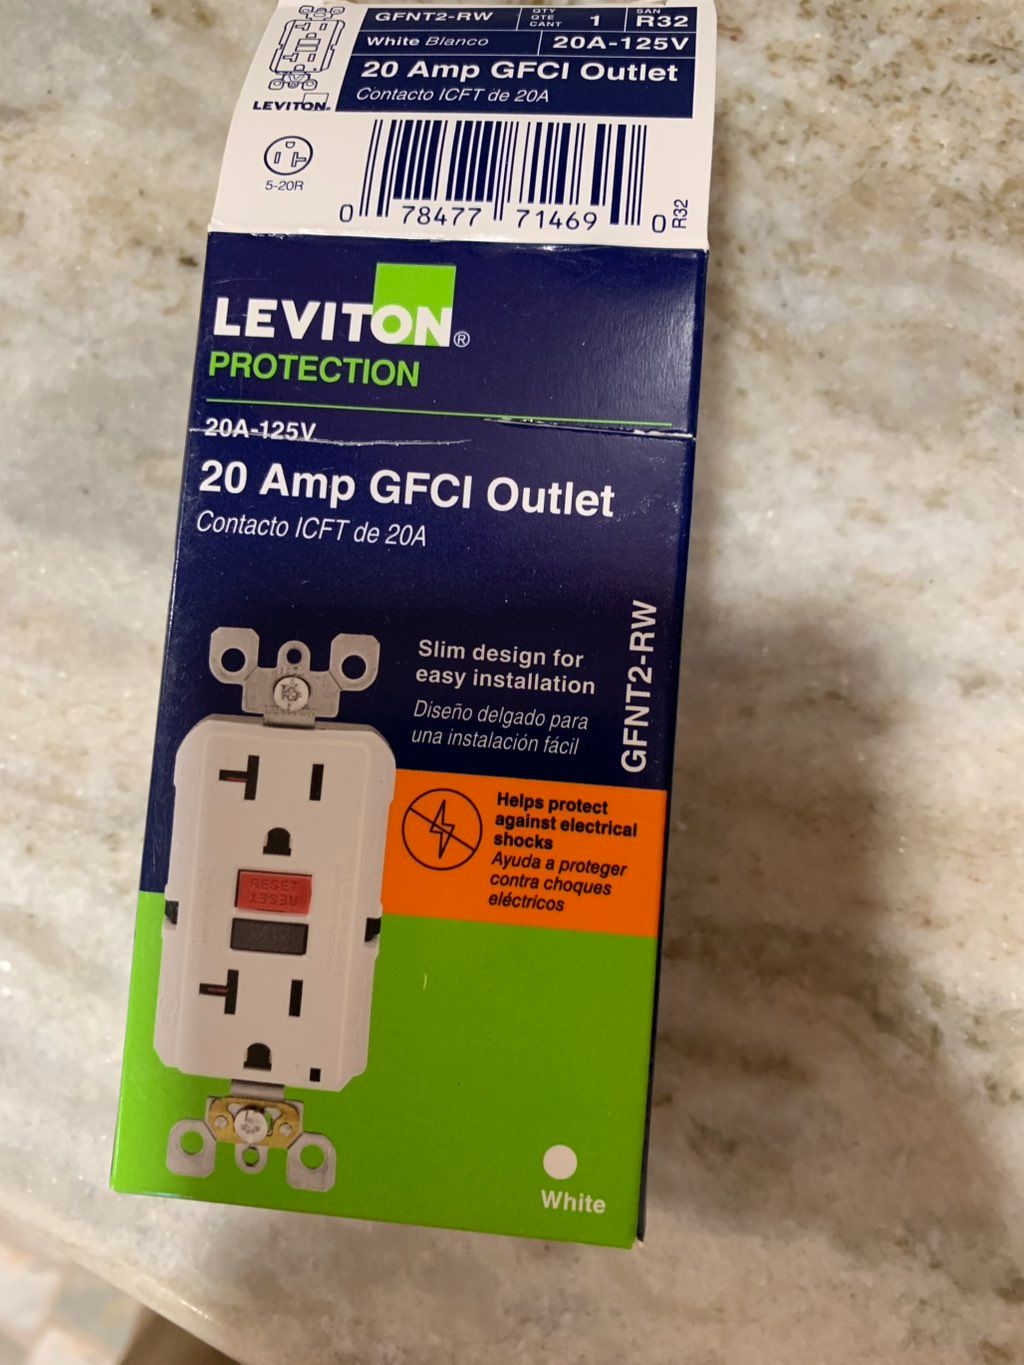 GFNT2-RW
QTY
QTE
CANT
1
SAN
R32
White Blanco
20A-125V
20 Amp GFCI Outlet
Contacto ICFT de 20A
LEVITON®
5-20R
0 78477 71469 0
R32
LEVITON®
PROTECTION
20A-125V
20 Amp GFCI Outlet
Contacto ICFT de 20A
GFNT2-RW
Slim design for
easy installation
Diseño delgado para
una instalación fácil
Helps protect
against electrical
shocks
Ayuda a proteger
contra choques
eléctricos
RESET
RESET
White